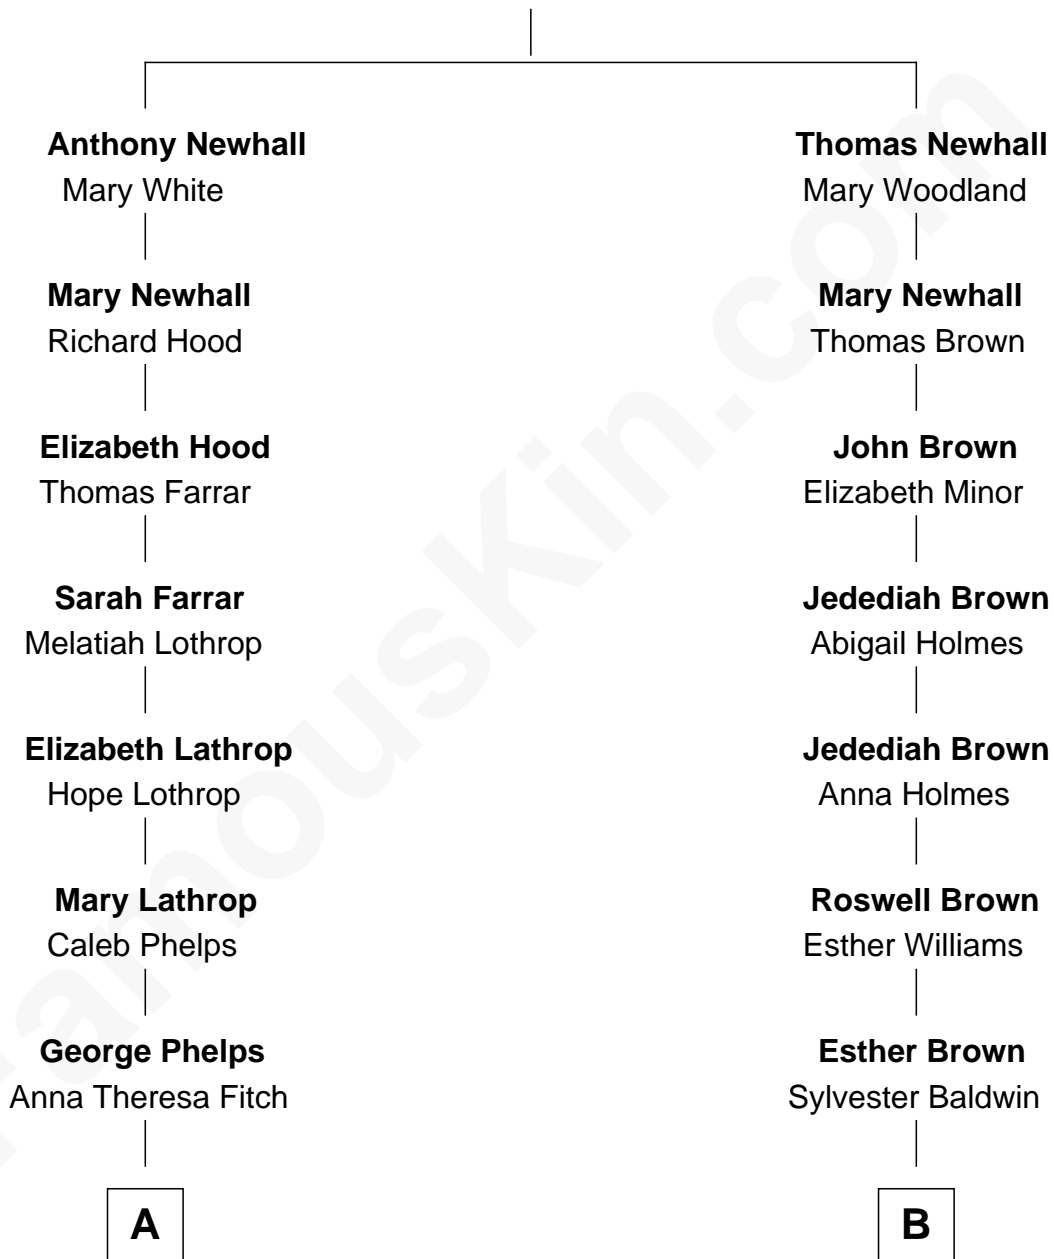 Anthony Newhall
Mary White
Mary Newhall
Richard Hood
Elizabeth Hood
Thomas Farrar
Sarah Farrar
Melatiah Lothrop
Elizabeth Lathrop
Hope Lothrop
Mary Lathrop
Caleb Phelps
George Phelps
Anna Theresa Fitch
A
Thomas Newhall
Mary Woodland
Mary Newhall
Thomas Brown
John Brown
Elizabeth Minor
Jedediah Brown
Abigail Holmes
Jedediah Brown
Anna Holmes
Roswell Brown
Esther Williams
Esther Brown
Sylvester Baldwin
B
FamousKin.com